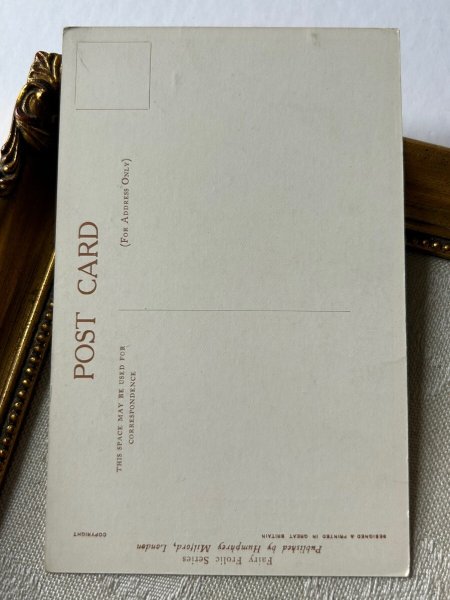 POST CARD
THIS SPACE MAY BE USED FOR
CORRESPONDENCE
(FOR ADDRESS ONLY)
Fairy Frolic Series
Published by Humphrey Milford, London
DESIGNED & PRINTED IN GREAT BRITAIN
COPYRIGHT